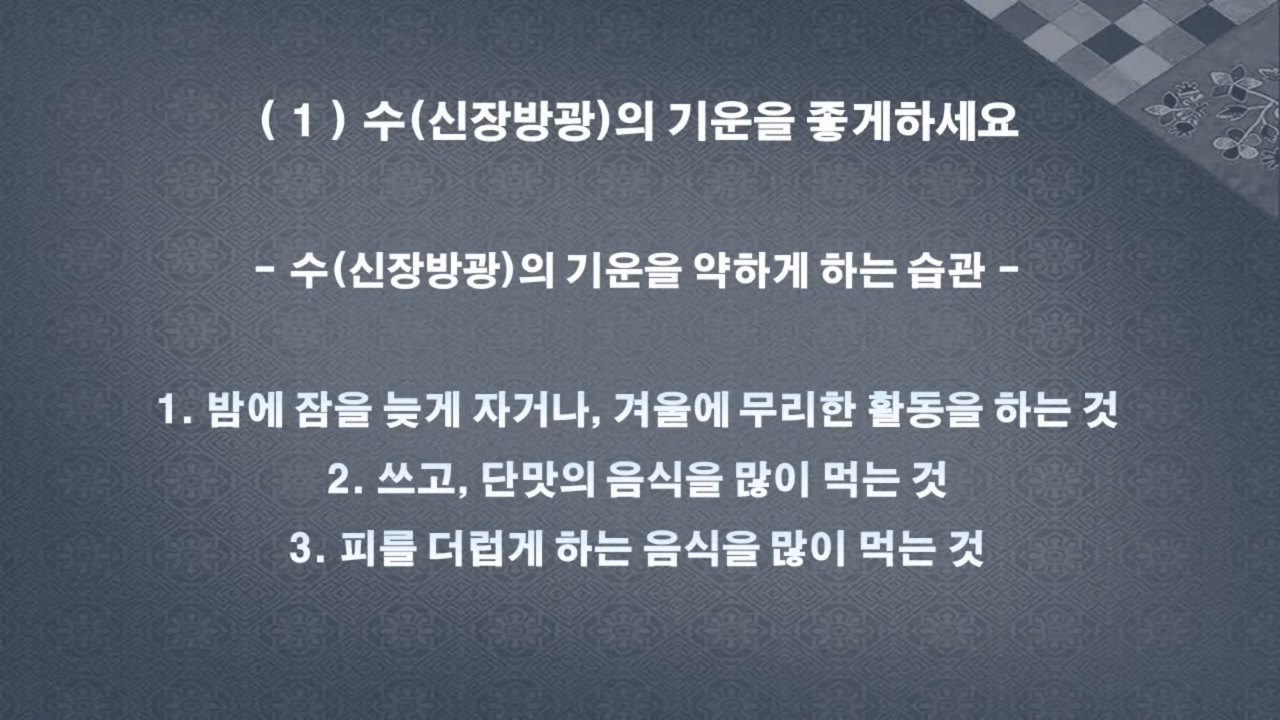 ( 1 ) 수(신장방광)의 기운을 좋게하세요
- 수(신장방광)의 기운을 약하게 하는 습관 -
1. 밤에 잠을 늦게 자거나, 겨울에 무리한 활동을 하는 것
2. 쓰고, 단맛의 음식을 많이 먹는 것
3. 피를 더럽게 하는 음식을 많이 먹는 것